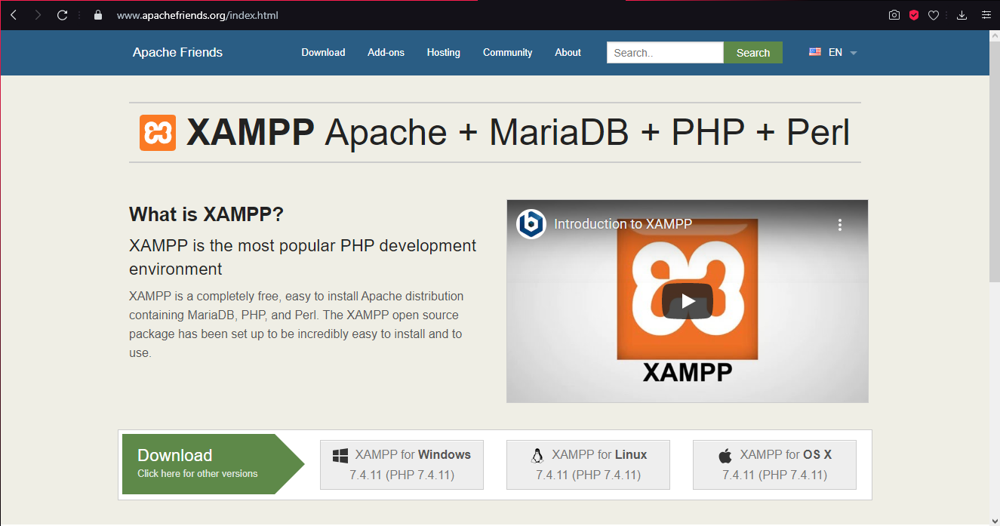 www.apachefriends.org/index.html
Apache Friends
Download
Add-ons
Hosting
Community
About
Search..
Search
EN
XAMPP Apache + MariaDB + PHP + Perl
What is XAMPP?
XAMPP is the most popular PHP development
environment
XAMPP is a completely free, easy to install Apache distribution
containing MariaDB, PHP, and Perl. The XAMPP open source
package has been set up to be incredibly easy to install and to
use.
Introduction to XAMPP
XAMPP
Download
Click here for other versions
XAMPP for Windows
7.4.11 (PHP 7.4.11)
XAMPP for Linux
7.4.11 (PHP 7.4.11)
XAMPP for OS X
7.4.11 (PHP 7.4.11)